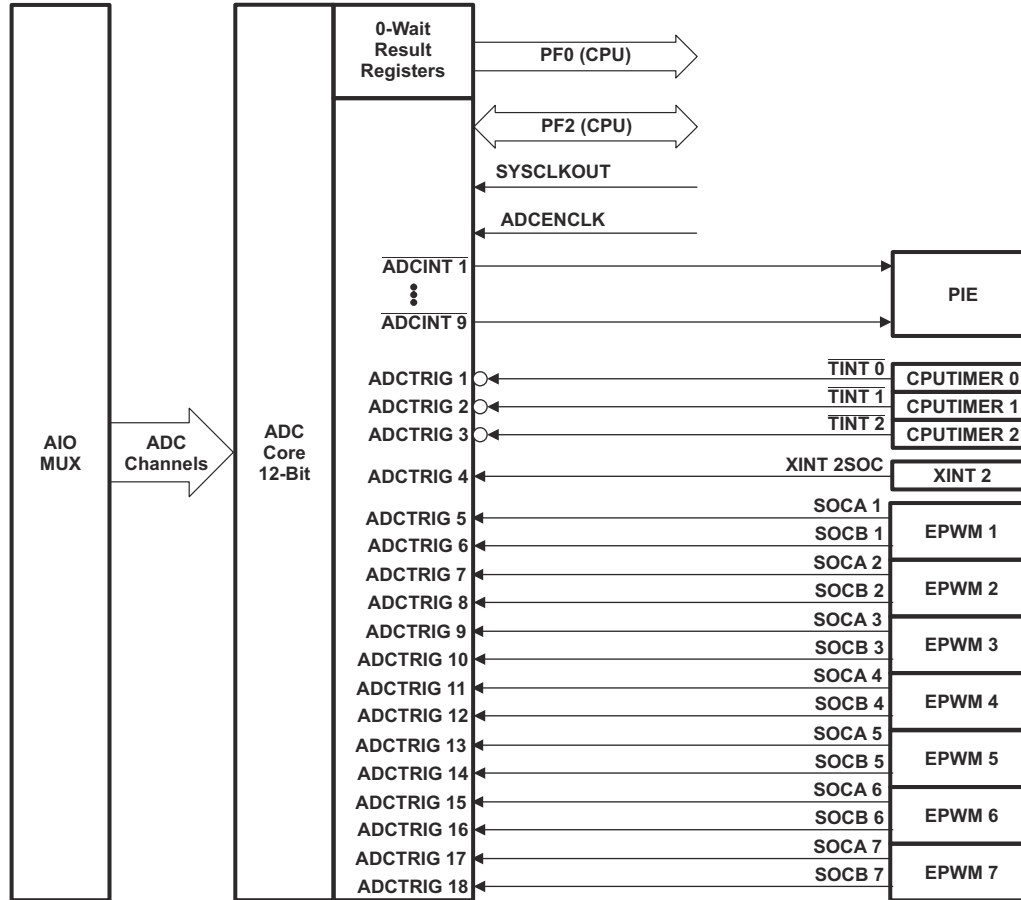 0-Wait
Result
Registers
PF0 (CPU)
PF2 (CPU)
SYSCLKOUT
ADCENCLK
ADCINT 1
ADCINT 9
PIE
AIO
MUX
ADC
Channels
ADC
Core
12-Bit
ADCTRIG 1 TINT 0 CPUTIMER 0
ADCTRIG 2 TINT 1 CPUTIMER 1
ADCTRIG 3 TINT 2 CPUTIMER 2
ADCTRIG 4 XINT 2SOC XINT 2
ADCTRIG 5 SOCA 1
EPWM 1
ADCTRIG 6 SOCB 1
ADCTRIG 7 SOCA 2
EPWM 2
ADCTRIG 8 SOCB 2
ADCTRIG 9 SOCA 3
EPWM 3
ADCTRIG 10 SOCB 3
ADCTRIG 11 SOCA 4
EPWM 4
ADCTRIG 12 SOCB 4
ADCTRIG 13 SOCA 5
EPWM 5
ADCTRIG 14 SOCB 5
ADCTRIG 15 SOCA 6
EPWM 6
ADCTRIG 16 SOCB 6
ADCTRIG 17 SOCA 7
EPWM 7
ADCTRIG 18 SOCB 7